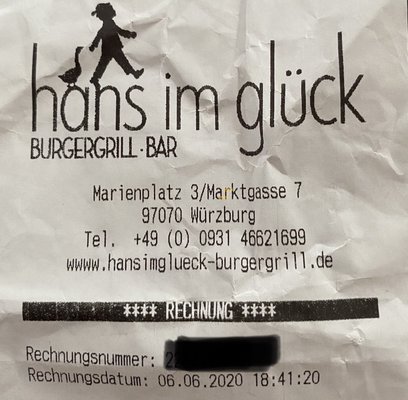 hans im glück
BURGERGRILL · BAR
Marienplatz 3/Marktgasse 7
97070 Würzburg
Tel. +49 (0) 0931 46621699
wwww.hansimglueck-burgergrill.de
**** RECHNUNG ****
Rechnungsnummer:
Rechnungsdatum: 06.06.2020 18:41:20